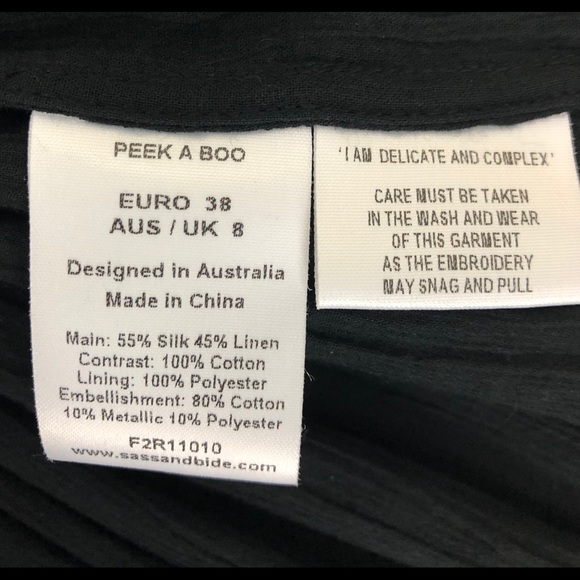 PEEK A BOO
EURO 38
AUS / UK 8
Designed in Australia
Made in China
Main: 55% Silk 45% Linen
Contrast: 100% Cotton
Lining: 100% Polyester
Embellishment: 80% Cotton
10% Metallic 10% Polyester
F2R11010
www.sassandbide.com
'I AM DELICATE AND COMPLEX'
CARE MUST BE TAKEN
IN THE WASH AND WEAR
OF THIS GARMENT
AS THE EMBROIDERY
MAY SNAG AND PULL